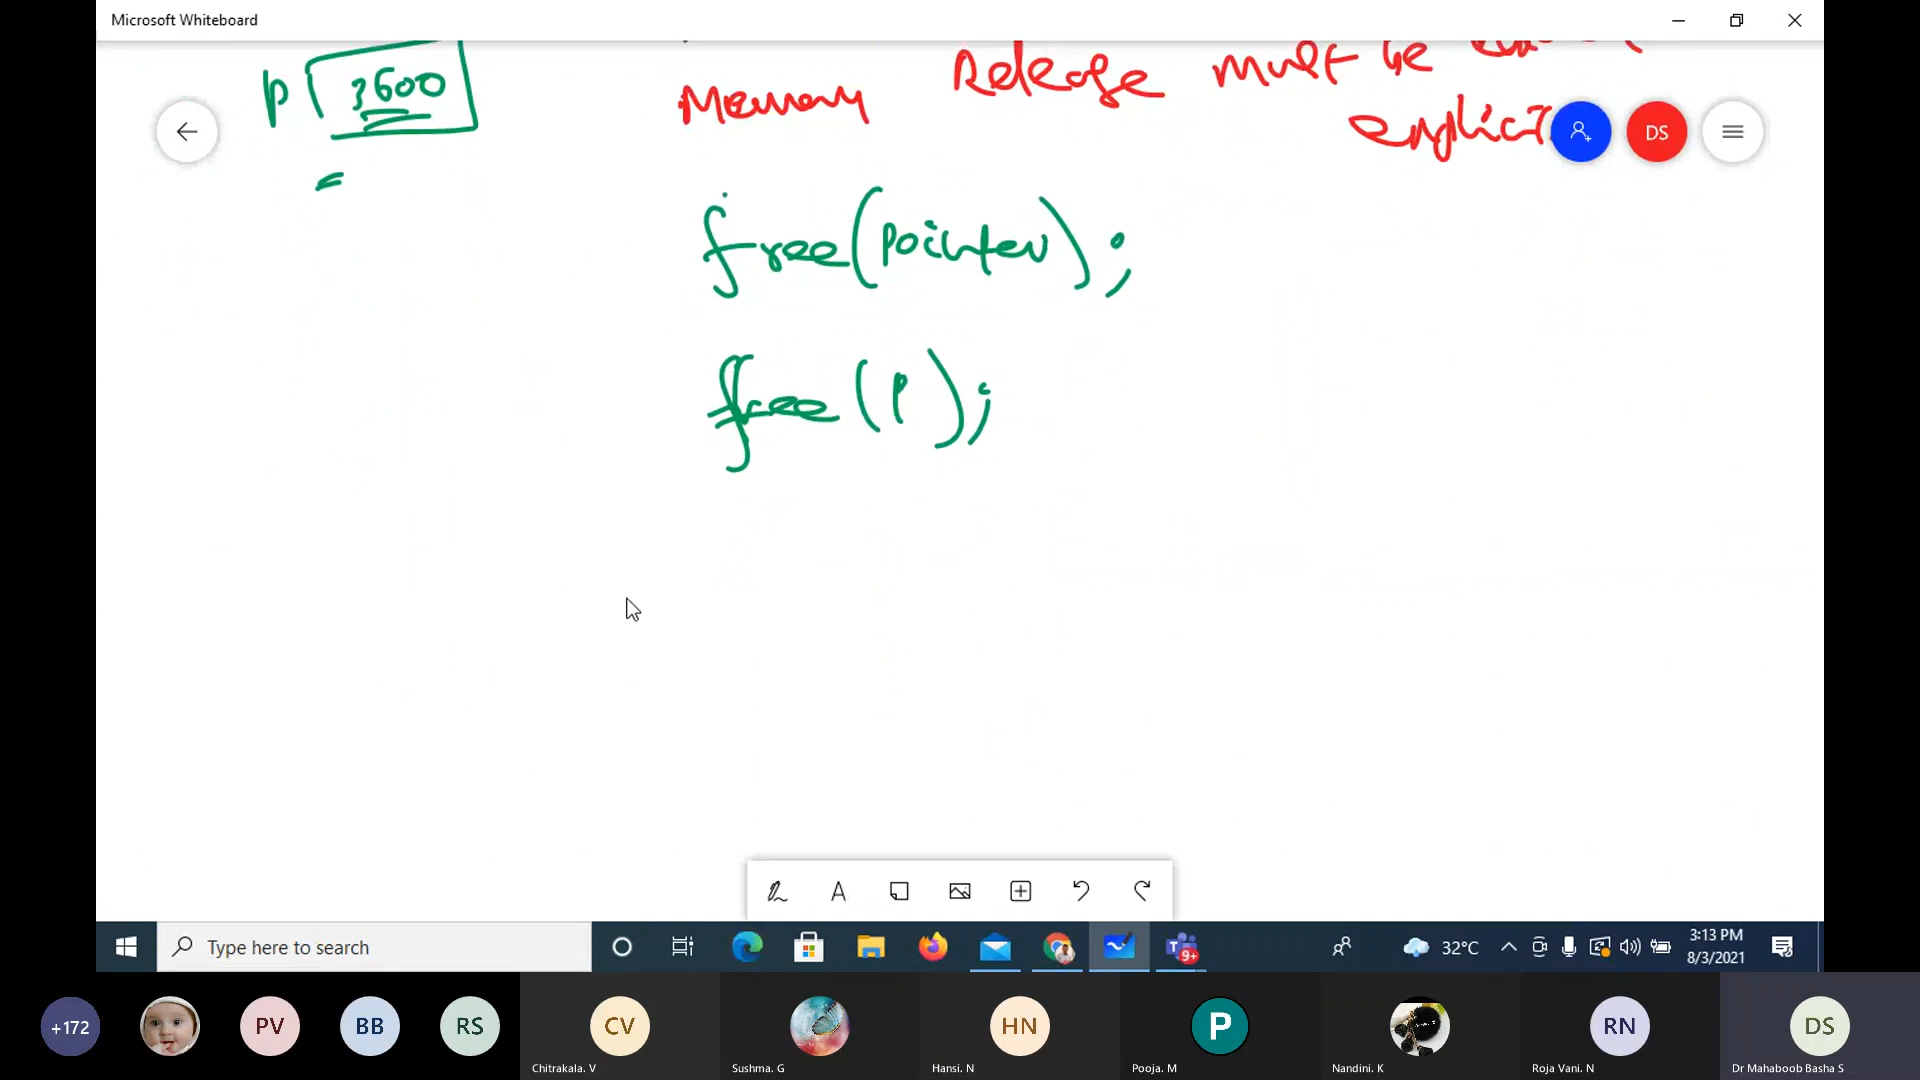 Microsoft Whiteboard
p 3600
Memory Release must be
explicit
DS
free(pointer);
free(P);
Type here to search
9+
32°C
3:13 PM
8/3/2021
+172
PV
BB
RS
CV
HN
P
RN
DS
Chitrakala. V
Sushma. G
Hansi. N
Pooja. M
Nandini. K
Roja Vani. N
Dr Mahaboob Basha S